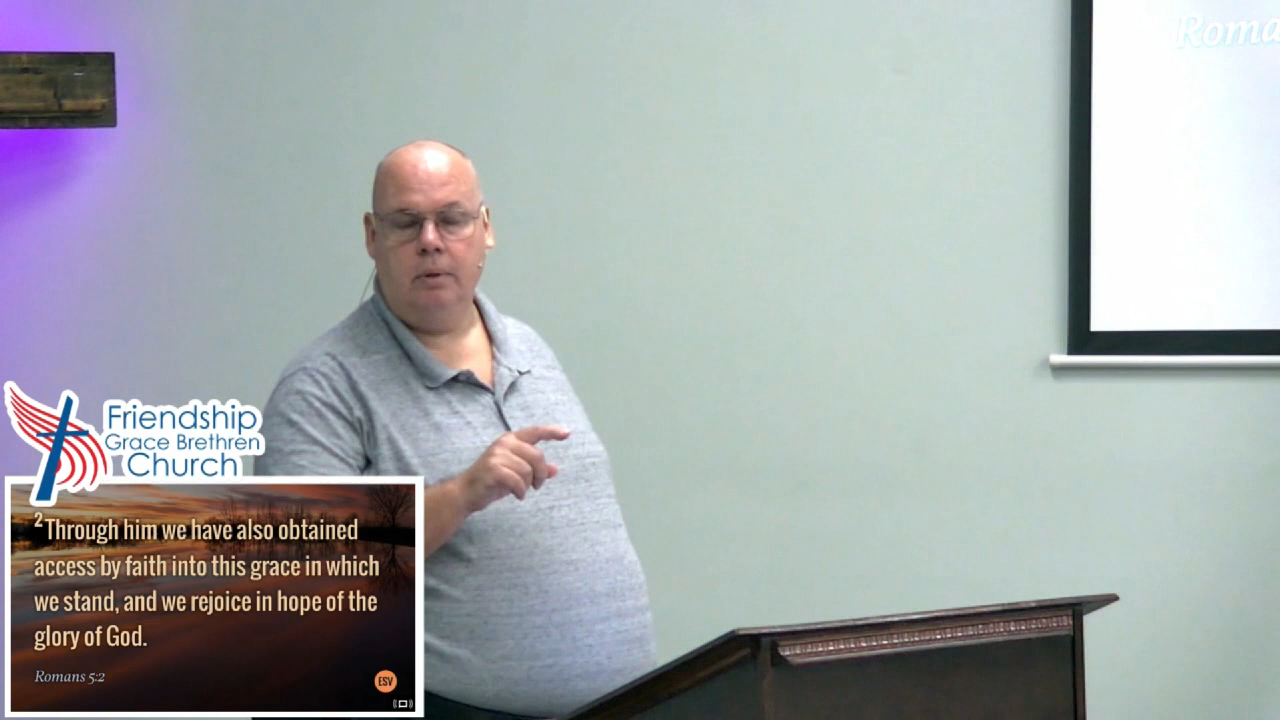 Roma
Friendship
Grace Brethren
Church
2Through him we have also obtained
access by faith into this grace in which
we stand, and we rejoice in hope of the
glory of God.
Romans 5:2
ESV